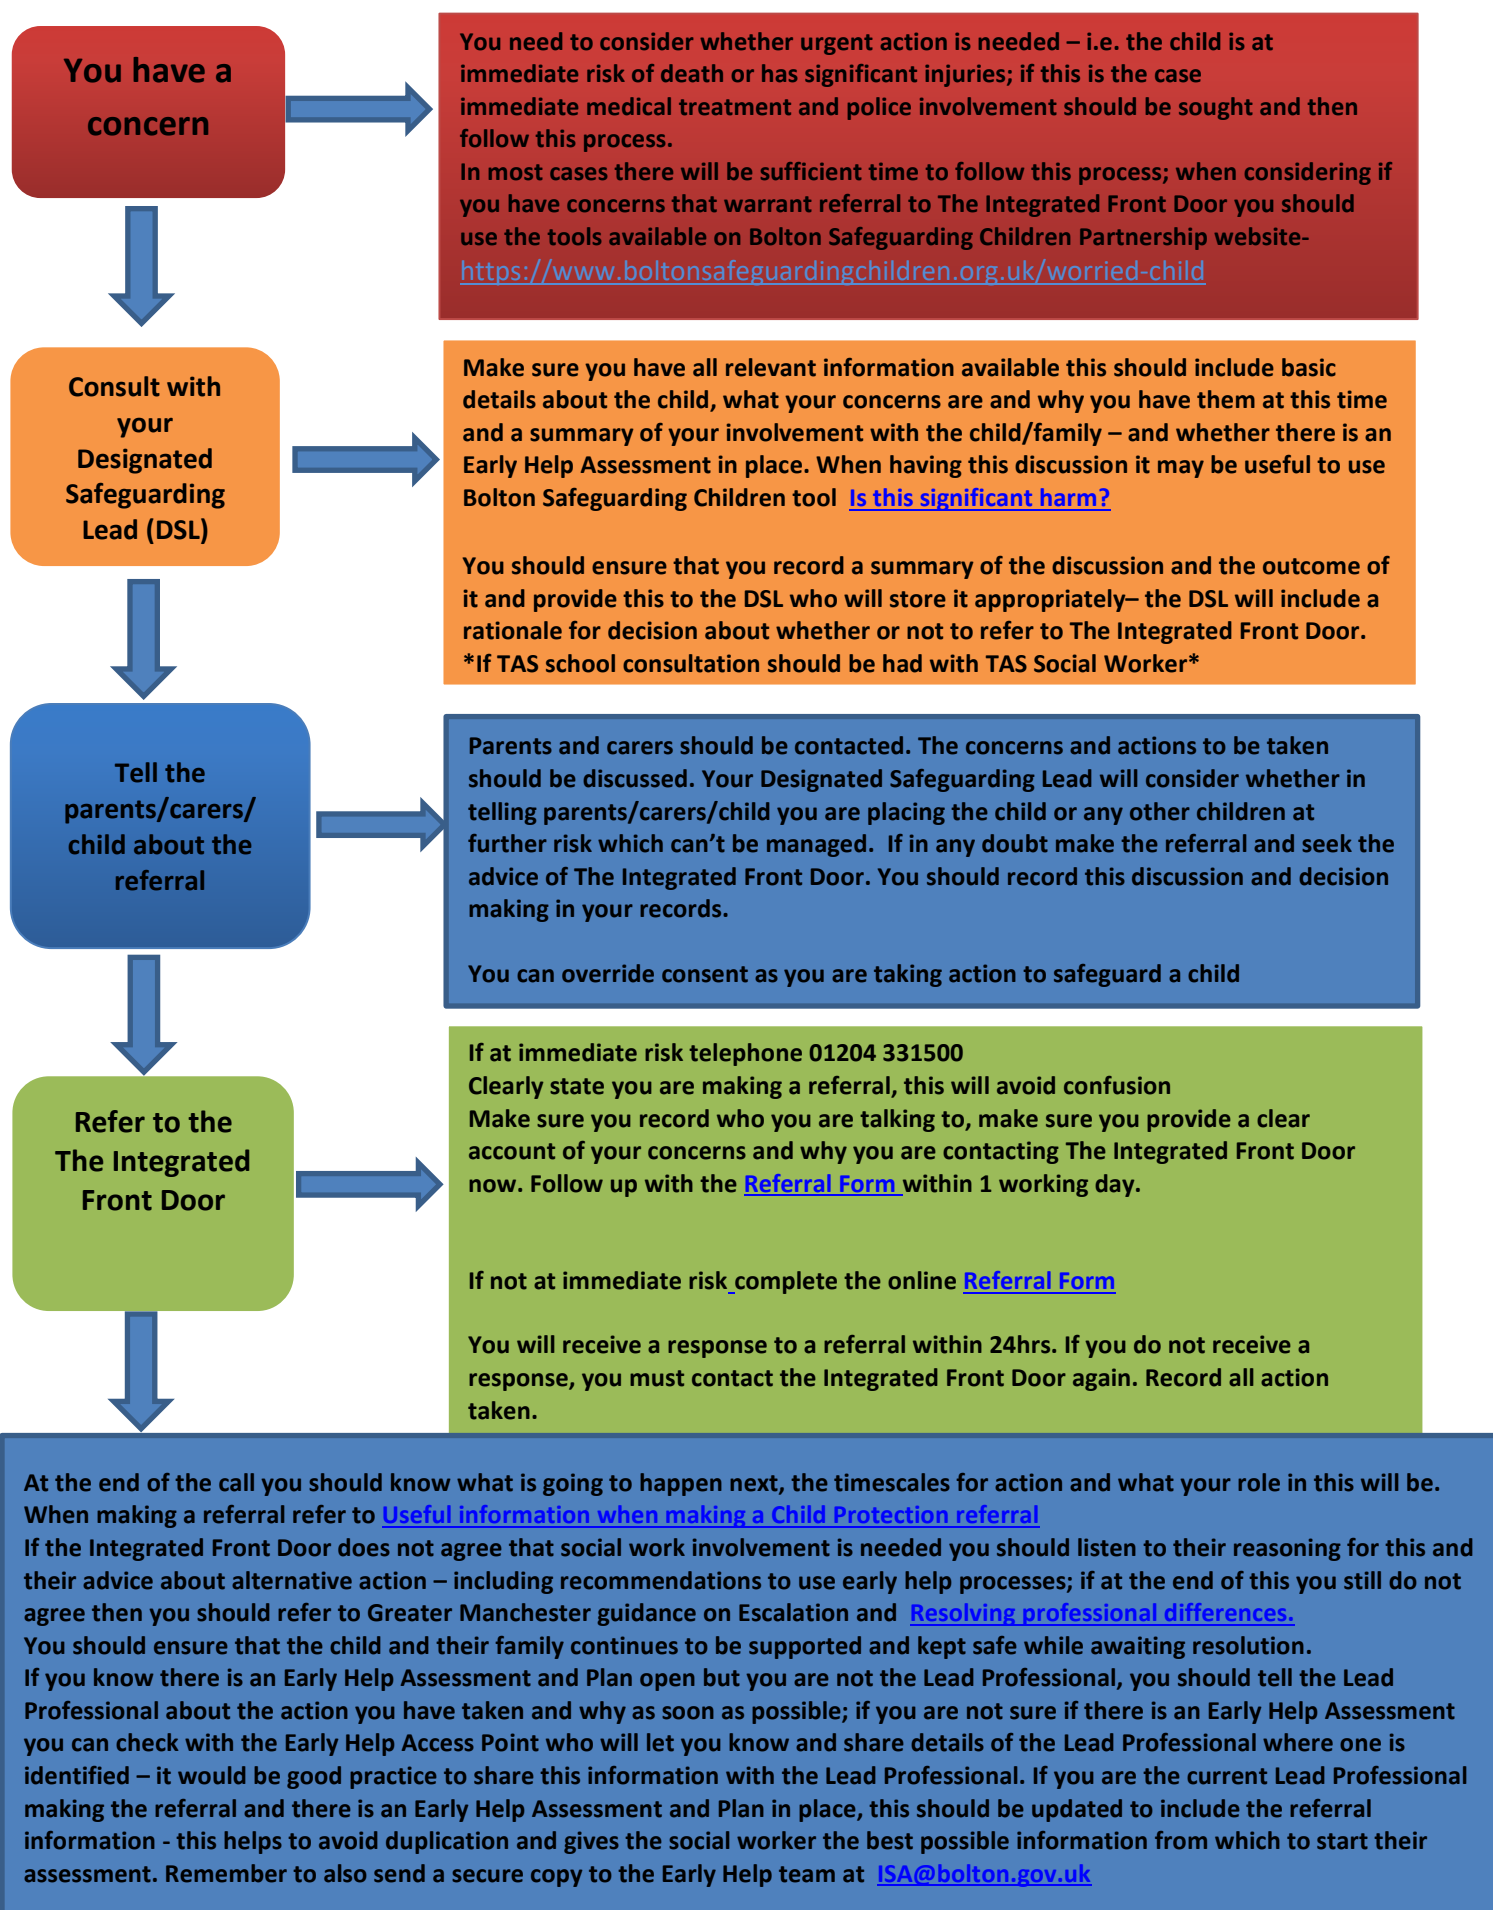 You have a
concern
You need to consider whether urgent action is needed – i.e. the child is at
immediate risk of death or has significant injuries; if this is the case
immediate medical treatment and police involvement should be sought and then
follow this process.
In most cases there will be sufficient time to follow this process; when considering if
you have concerns that warrant referral to The Integrated Front Door you should
use the tools available on Bolton Safeguarding Children Partnership website-
https://www.boltonsafeguardingchildren.org.uk/worried-child
Consult with
your
Designated
Safeguarding
Lead (DSL)
Make sure you have all relevant information available this should include basic
details about the child, what your concerns are and why you have them at this time
and a summary of your involvement with the child/family – and whether there is an
Early Help Assessment in place. When having this discussion it may be useful to use
Bolton Safeguarding Children tool  Is this significant harm?
You should ensure that you record a summary of the discussion and the outcome of
it and provide this to the DSL who will store it appropriately– the DSL will include a
rationale for decision about whether or not to refer to The Integrated Front Door.
*If TAS school consultation should be had with TAS Social Worker*
Tell the
parents/carers/
child about the
referral
Parents and carers should be contacted. The concerns and actions to be taken
should be discussed. Your Designated Safeguarding Lead will consider whether in
telling parents/carers/child you are placing the child or any other children at
further risk which can’t be managed.  If in any doubt make the referral and seek the
advice of The Integrated Front Door. You should record this discussion and decision
making in your records.
You can override consent as you are taking action to safeguard a child
Refer to the
The Integrated
Front Door
If at immediate risk telephone 01204 331500
Clearly state you are making a referral, this will avoid confusion
Make sure you record who you are talking to, make sure you provide a clear
account of your concerns and why you are contacting The Integrated Front Door
now. Follow up with the Referral Form within 1 working day.
If not at immediate risk complete the online Referral Form
You will receive a response to a referral within 24hrs. If you do not receive a
response, you must contact the Integrated Front Door again. Record all action
taken.
At the end of the call you should know what is going to happen next, the timescales for action and what your role in this will be.
When making a referral refer to Useful information when making a Child Protection referral
If the Integrated Front Door does not agree that social work involvement is needed you should listen to their reasoning for this and
their advice about alternative action – including recommendations to use early help processes; if at the end of this you still do not
agree then you should refer to Greater Manchester guidance on Escalation and  Resolving professional differences.
You should ensure that the child and their family continues to be supported and kept safe while awaiting resolution.
If you know there is an Early Help Assessment and Plan open but you are not the Lead Professional, you should tell the Lead
Professional about the action you have taken and why as soon as possible; if you are not sure if there is an Early Help Assessment
you can check with the Early Help Access Point who will let you know and share details of the Lead Professional where one is
identified – it would be good practice to share this information with the Lead Professional. If you are the current Lead Professional
making the referral and there is an Early Help Assessment and Plan in place, this should be updated to include the referral
information - this helps to avoid duplication and gives the social worker the best possible information from which to start their
assessment. Remember to also send a secure copy to the Early Help team at  ISA@bolton.gov.uk